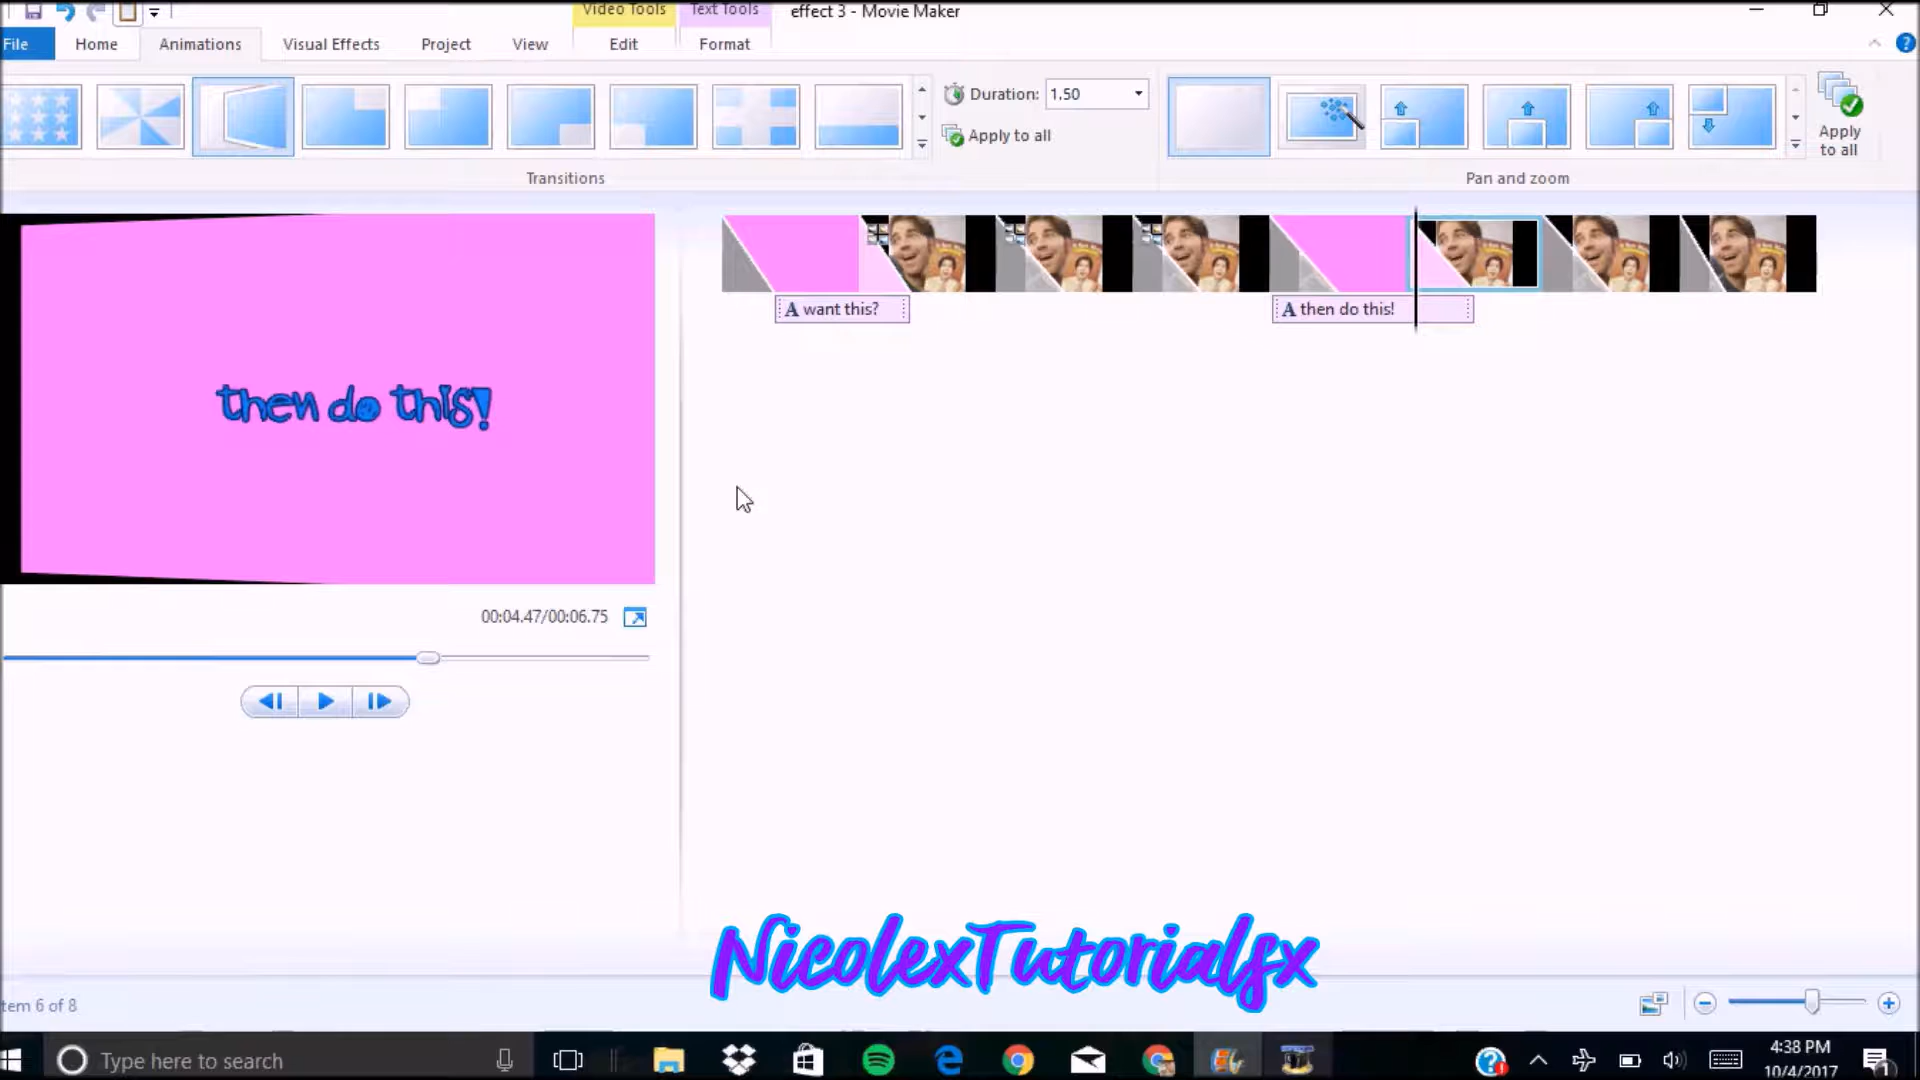 Video Tools Text Tools effect 3 - Movie Maker
File Home Animations Visual Effects Project View Edit Format
Duration: 1.50
Apply to all
Apply
to all
Transitions
Pan and zoom
A want this?
A then do this!
then do this!
00:04.47/00:06.75
NicolexTutorialsx
tem 6 of 8
Type here to search
4:38 PM
10/4/2017
1